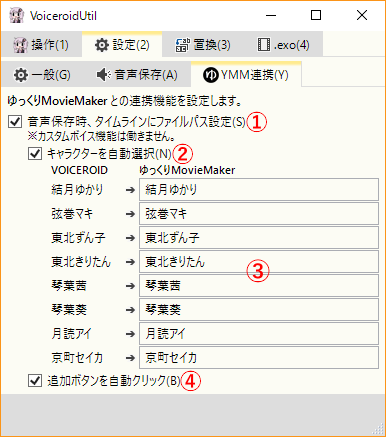 VoiceroidUtil
操作(1) 設定(2) 置換(3) .exo(4)
一般(G) 音声保存(A) ゆ YMM連携(Y)
ゆっくりMovieMaker との連携機能を設定します。
音声保存時、タイムラインにファイルパス設定(S) ①
※カスタムボイス機能は働きません。
キャラクターを自動選択(N) ②
VOICEROID ゆっくりMovieMaker
結月ゆかり ➔ 結月ゆかり
弦巻マキ ➔ 弦巻マキ
東北ずん子 ➔ 東北ずん子
東北きりたん ➔ 東北きりたん ③
琴葉茜 ➔ 琴葉茜
琴葉葵 ➔ 琴葉葵
月読アイ ➔ 月読アイ
京町セイカ ➔ 京町セイカ
追加ボタンを自動クリック(B) ④